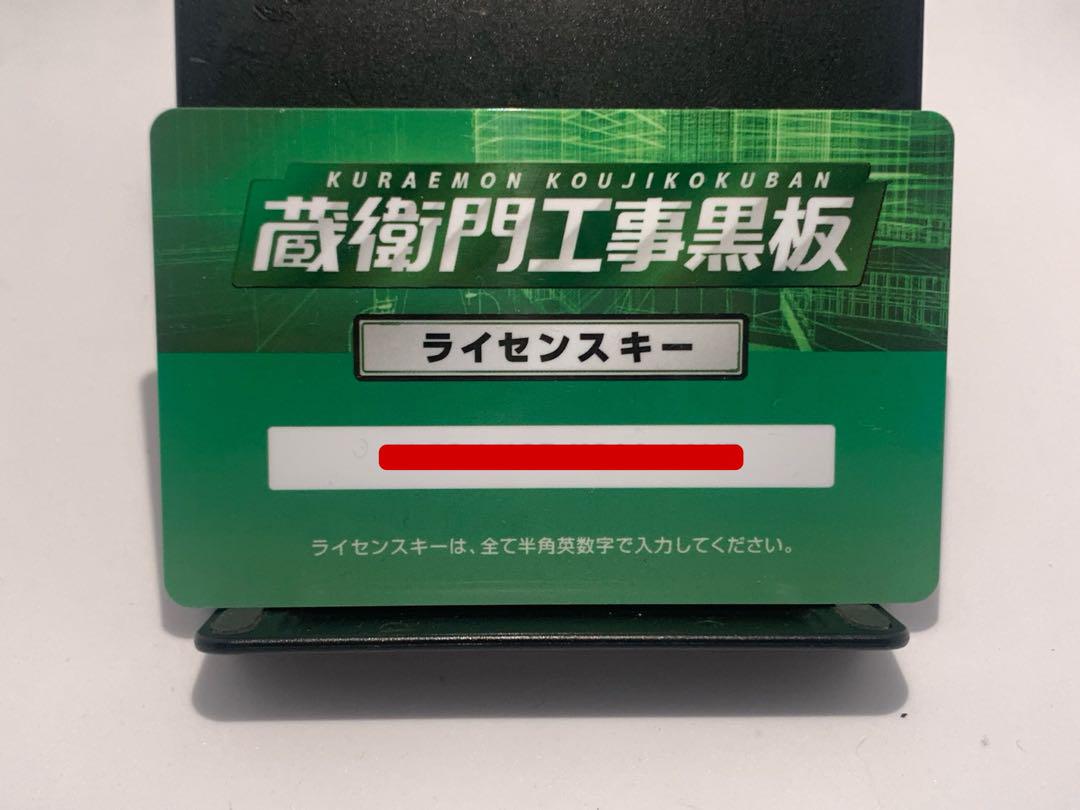 KURAEMON KOUJIKOKUBAN
蔵衛門工事黒板
ライセンスキー
ライセンスキーは、全て半角英数字で入力してください。